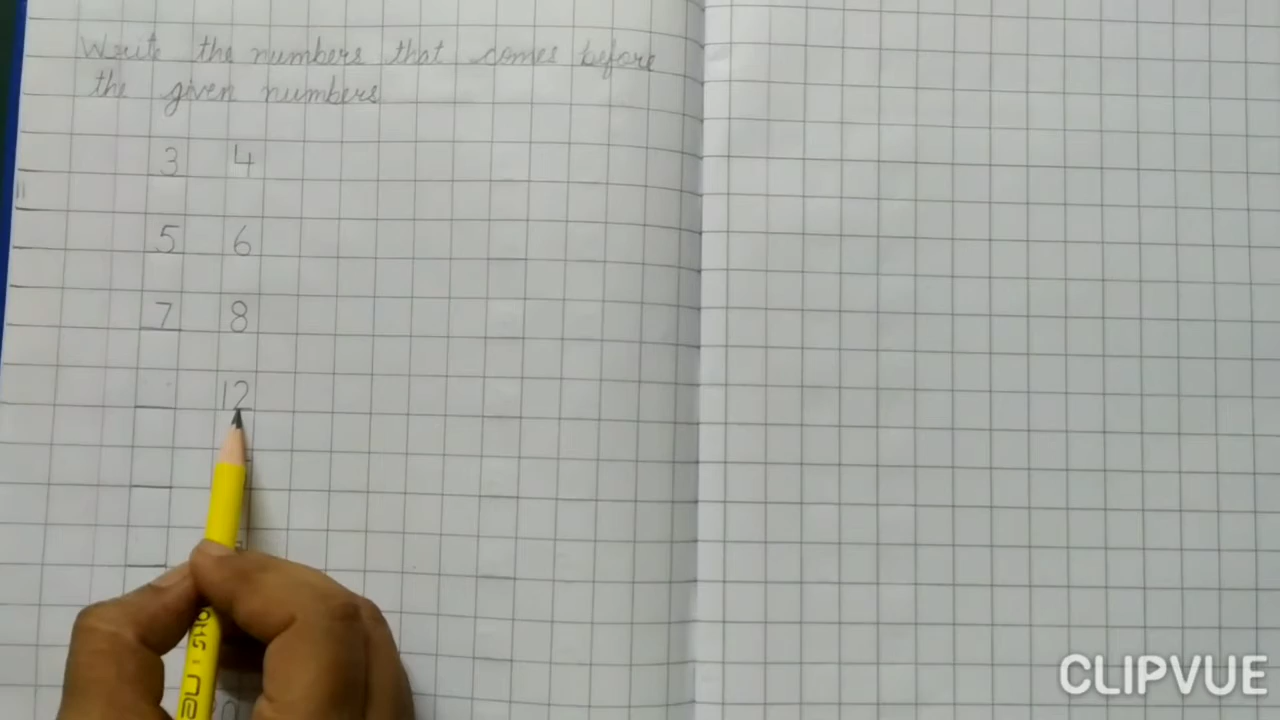 Write the numbers that comes before
the given numbers
3 4
5 6
7 8
12
CLIPVUE